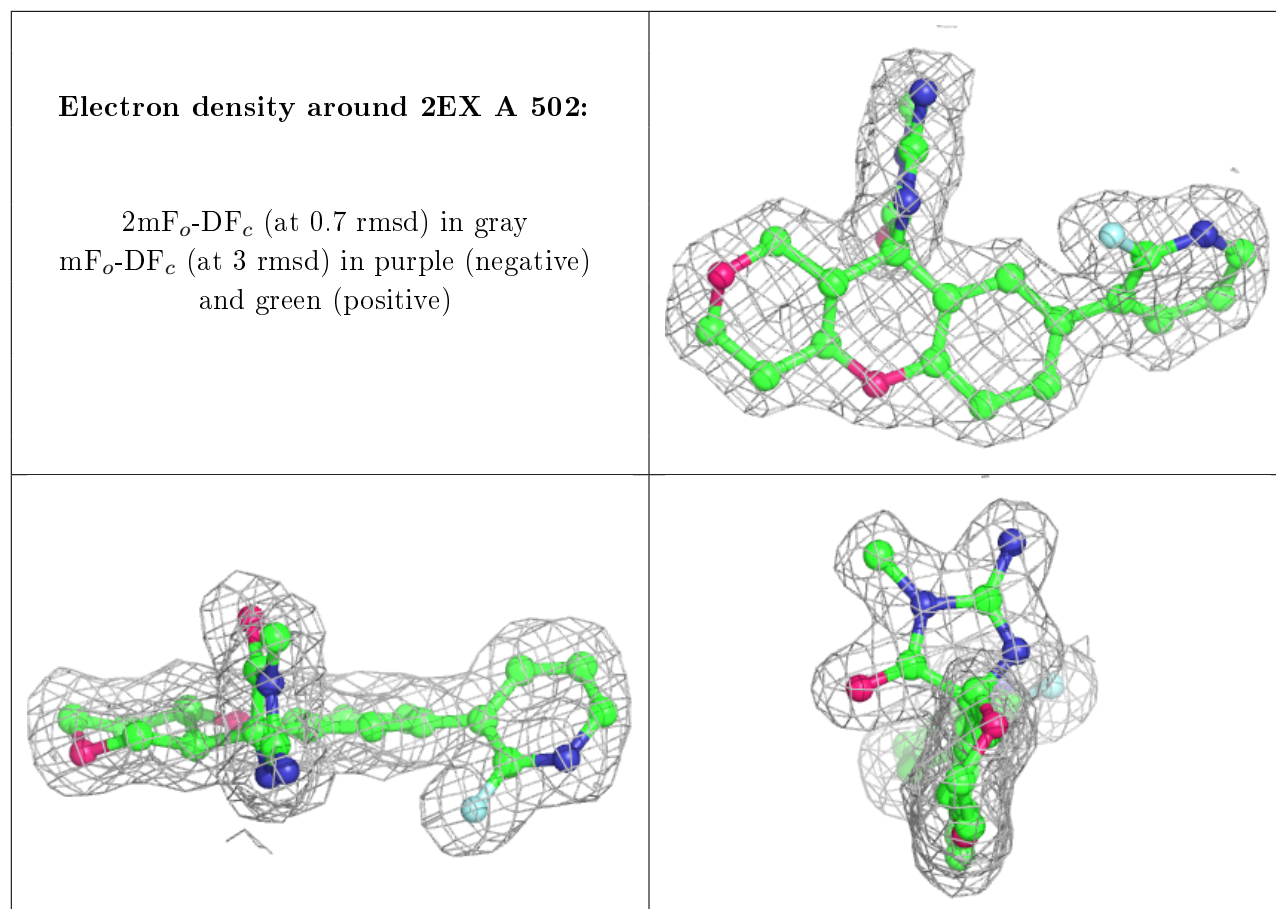 Electron density around 2EX A 502:
2mFₒ-DF𝒸 (at 0.7 rmsd) in gray
mFₒ-DF𝒸 (at 3 rmsd) in purple (negative)
and green (positive)